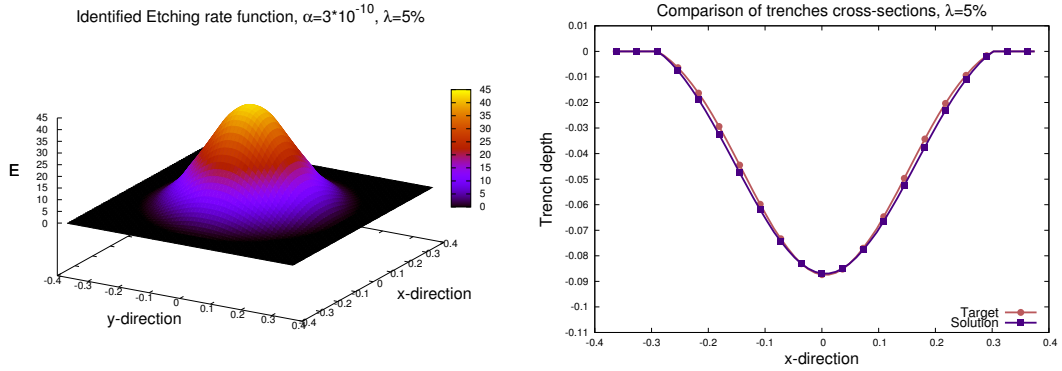 Identified Etching rate function, α=3*10^-10, λ=5%
45
40
35
30
25
20
15
10
5
0
E
45
40
35
30
25
20
15
10
5
0
-0.4 -0.3 -0.2 -0.1 0 0.1 0.2 0.3
y-direction
-0.4 -0.3 -0.2 -0.1 0 0.1 0.2 0.3 0.4
x-direction
Comparison of trenches cross-sections, λ=5%
0.01
0
-0.01
-0.02
-0.03
-0.04
-0.05
-0.06
-0.07
-0.08
-0.09
-0.1
-0.11
Trench depth
Target
Solution
-0.4 -0.3 -0.2 -0.1 0 0.1 0.2 0.3 0.4
x-direction